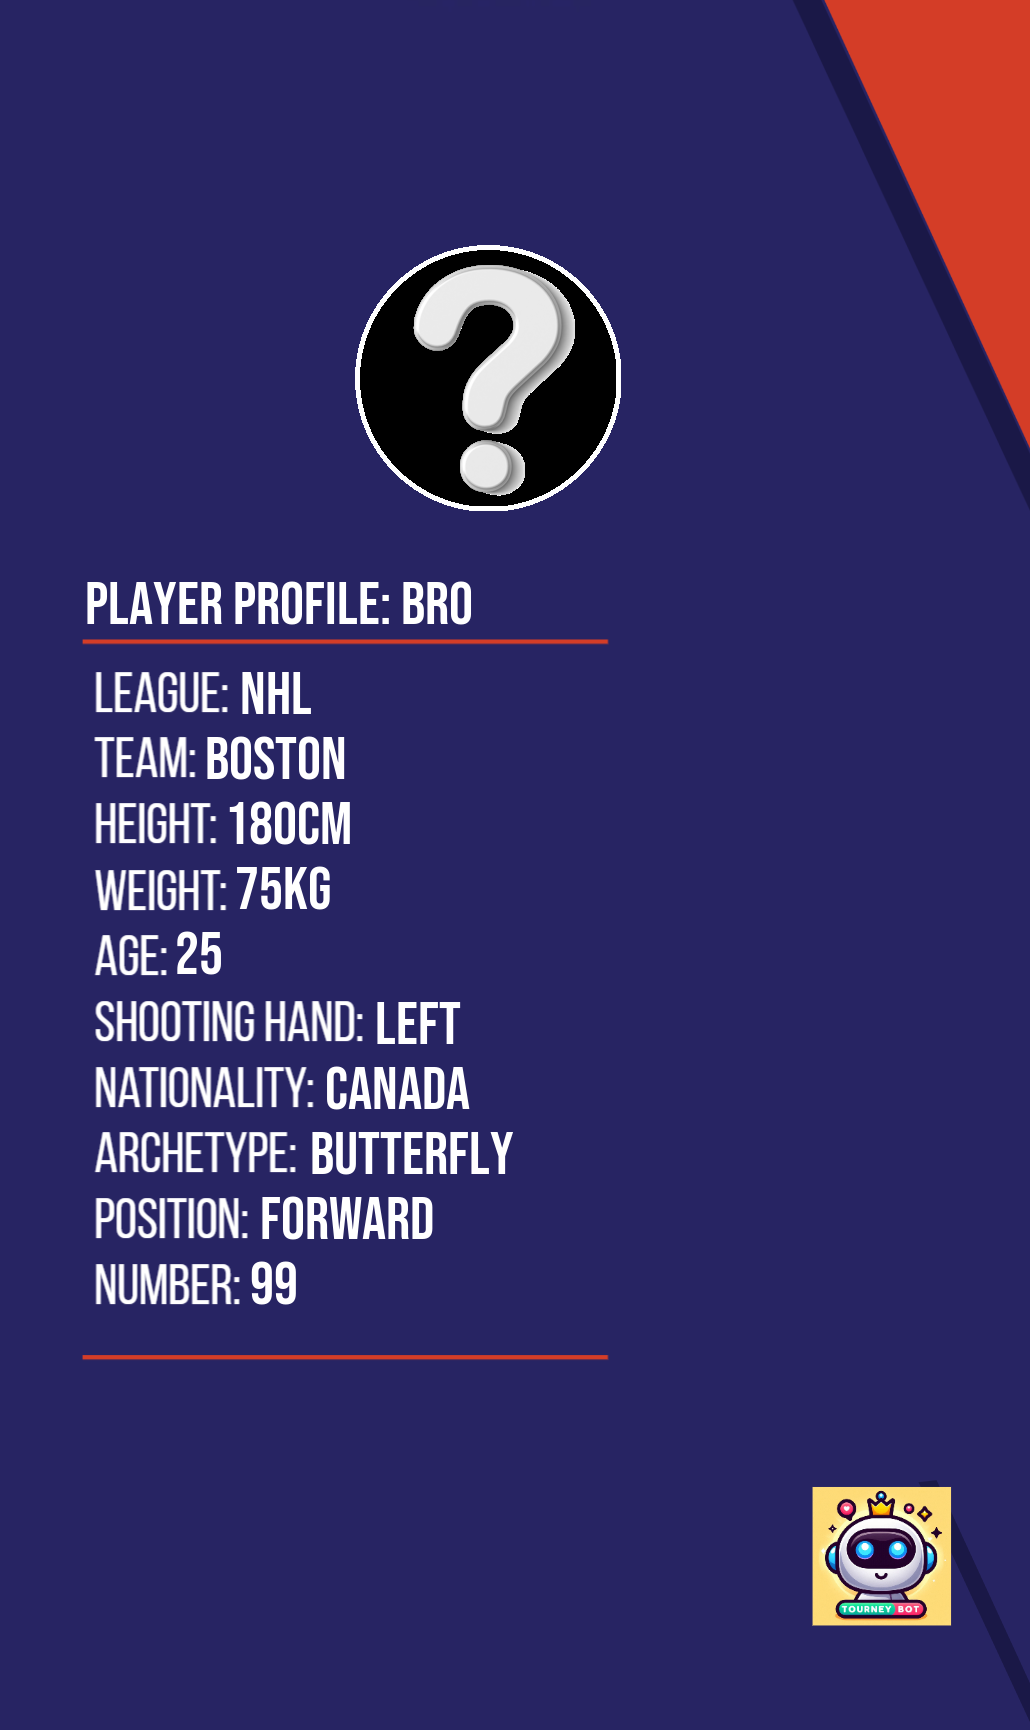 ?
PLAYER PROFILE: BRO
LEAGUE: NHL
TEAM: BOSTON
HEIGHT: 180CM
WEIGHT: 75KG
AGE: 25
SHOOTING HAND: LEFT
NATIONALITY: CANADA
ARCHETYPE: BUTTERFLY
POSITION: FORWARD
NUMBER: 99
TOURNEY BOT